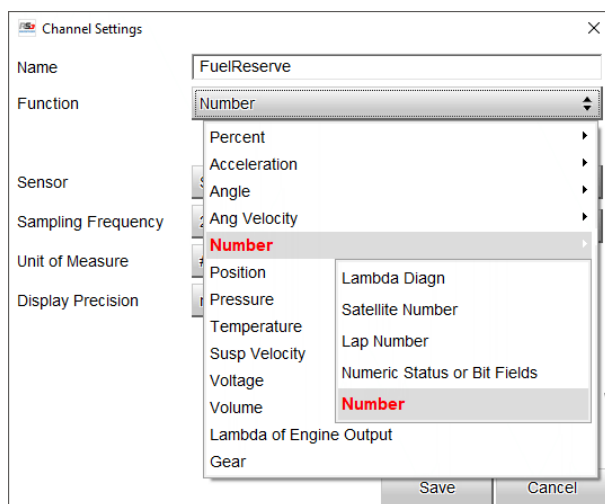 Channel Settings
Name
FuelReserve
Function
Number
Percent
Acceleration
Sensor
Angle
Sampling Frequency
Ang Velocity
Unit of Measure
Number
Display Precision
Position
Pressure
Temperature
Susp Velocity
Voltage
Volume
Lambda of Engine Output
Gear
Lambda Diagn
Satellite Number
Lap Number
Numeric Status or Bit Fields
Number
Save
Cancel